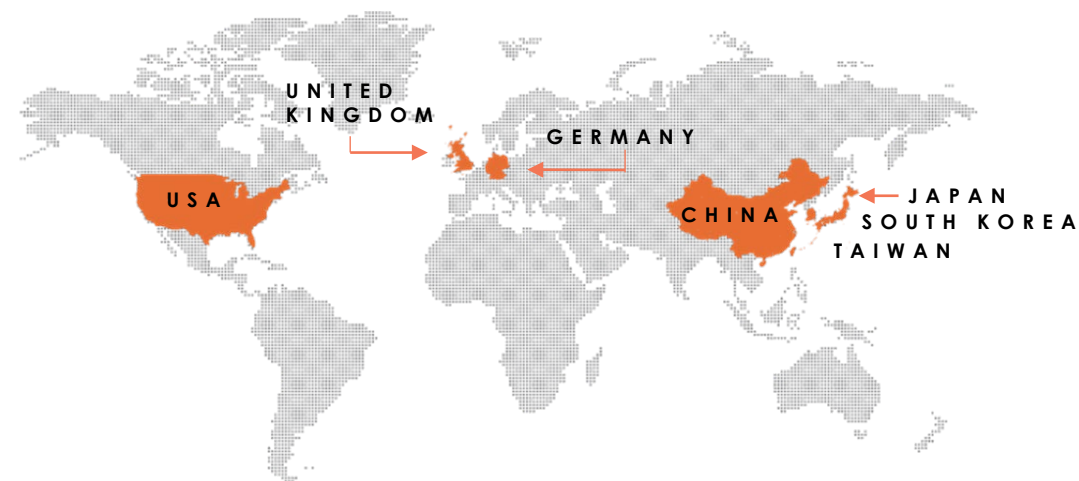 UNITED
KINGDOM
GERMANY
USA
CHINA
JAPAN
SOUTH KOREA
TAIWAN